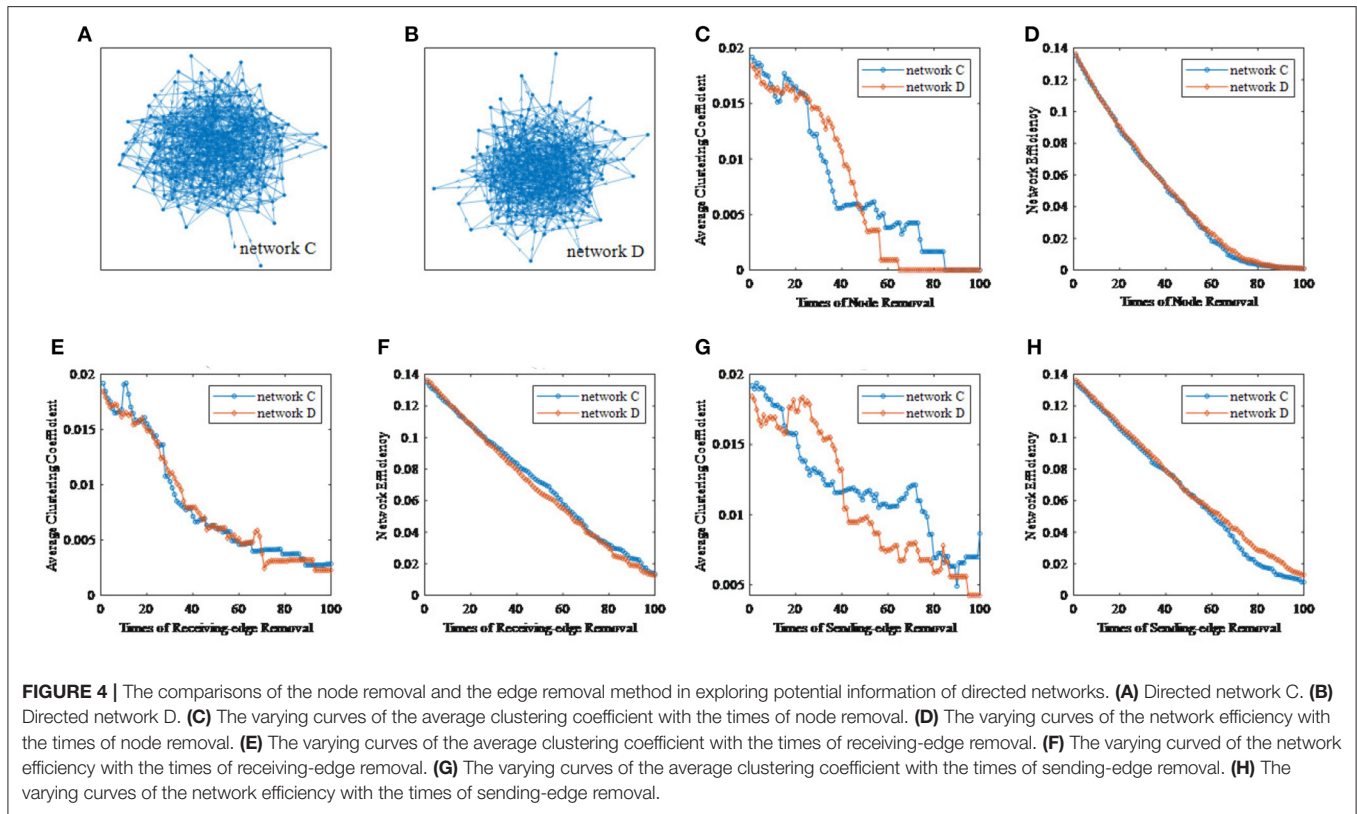 A
network C
B
network D
C
0.02
0.015
0.01
0.005
0
0
20
40
60
80
100
Average Clustering Coefficient
Times of Node Removal
network C
network D
D
0.14
0.12
0.1
0.08
0.06
0.04
0.02
0
0
20
40
60
80
100
Network Efficiency
Times of Node Removal
network C
network D
E
0.02
0.015
0.01
0.005
0
0
20
40
60
80
100
Average Clustering Coefficient
Times of Receiving-edge Removal
network C
network D
F
0.14
0.12
0.1
0.08
0.06
0.04
0.02
0
0
20
40
60
80
100
Network Efficiency
Times of Receiving-edge Removal
network C
network D
G
0.02
0.015
0.01
0.005
0
20
40
60
80
100
Average Clustering Coefficient
Times of Sending-edge Removal
network C
network D
H
0.14
0.12
0.1
0.08
0.06
0.04
0.02
0
0
20
40
60
80
100
Network Efficiency
Times of Sending-edge Removal
network C
network D
FIGURE 4 | The comparisons of the node removal and the edge removal method in exploring potential information of directed networks. (A) Directed network C. (B)
Directed network D. (C) The varying curves of the average clustering coefficient with the times of node removal. (D) The varying curves of the network efficiency with
the times of node removal. (E) The varying curves of the average clustering coefficient with the times of receiving-edge removal. (F) The varying curved of the network
efficiency with the times of receiving-edge removal. (G) The varying curves of the average clustering coefficient with the times of sending-edge removal. (H) The
varying curves of the network efficiency with the times of sending-edge removal.